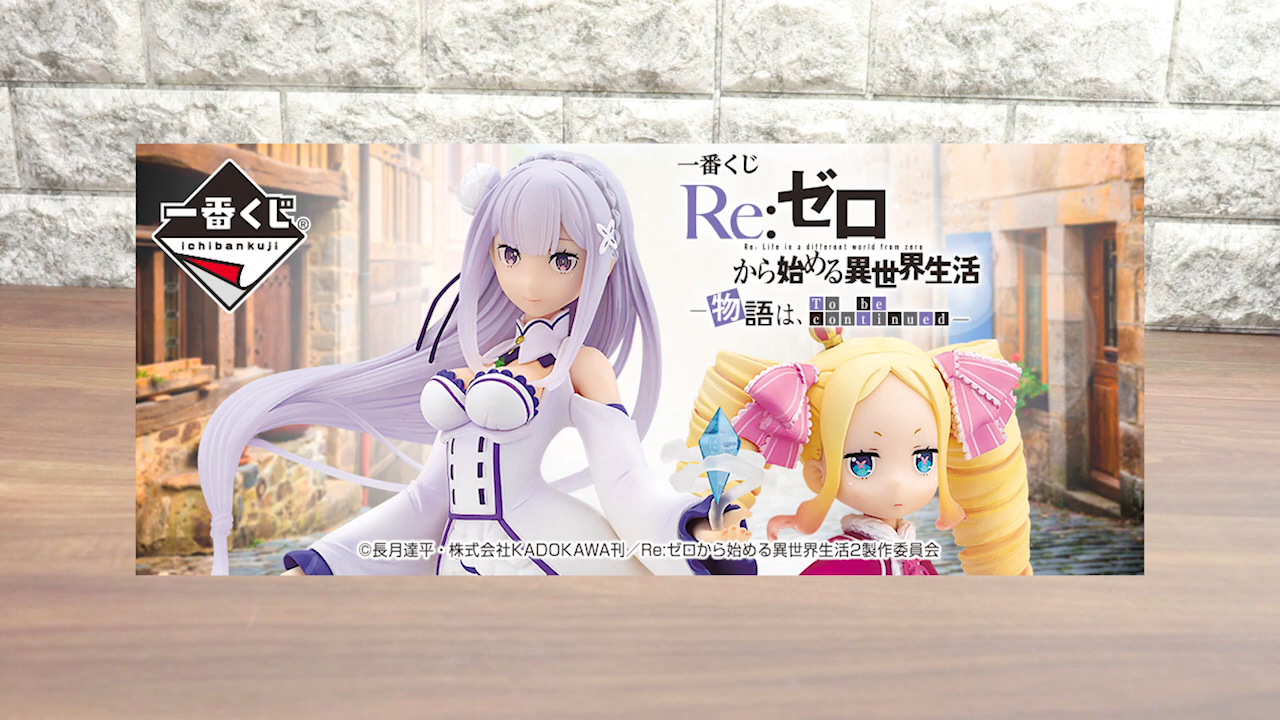 一番くじ®
ichibankuji
一番くじ
Re:ゼロ
Re: Life in a different world from zero
から始める異世界生活
—物語は、To be continued—
©長月達平・株式会社KADOKAWA刊／Re:ゼロから始める異世界生活2製作委員会